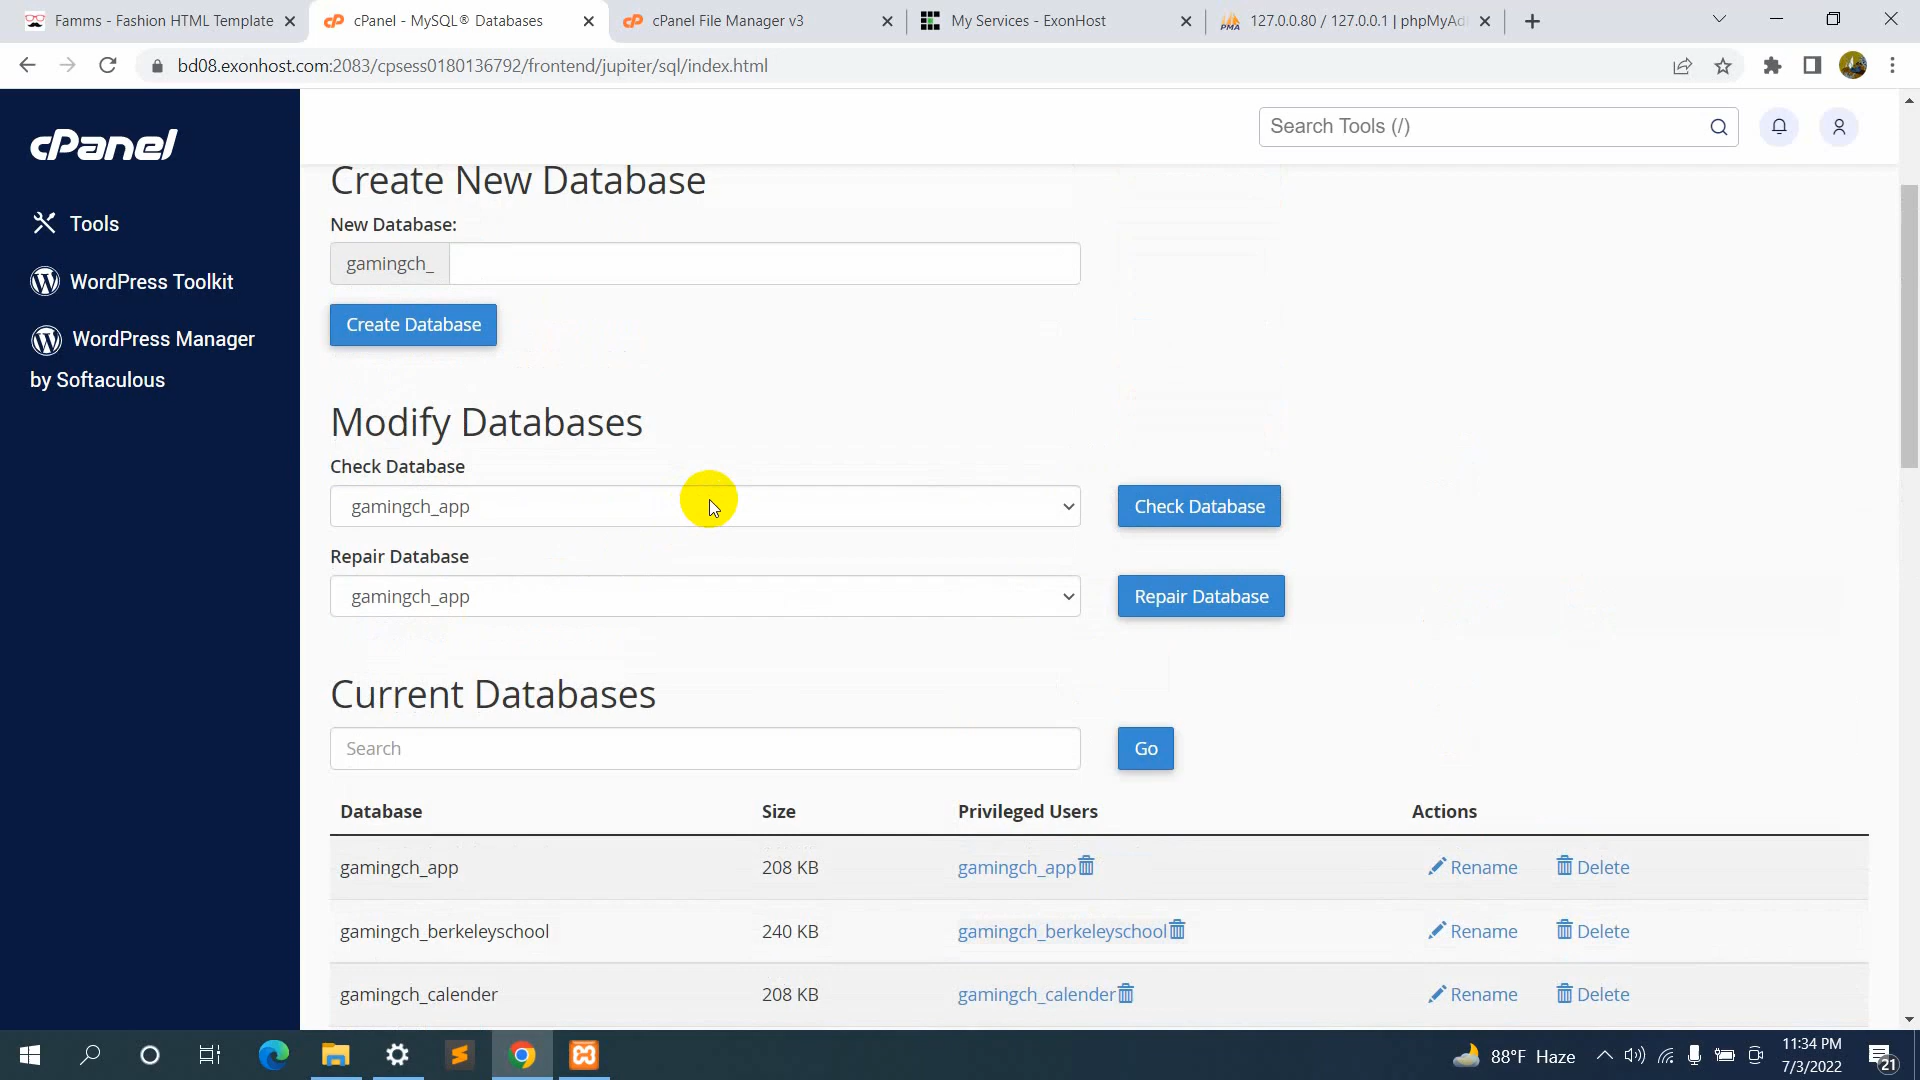 Famms - Fashion HTML Template
cPanel - MySQL® Databases
cPanel File Manager v3
My Services - ExonHost
127.0.0.80 / 127.0.0.1 | phpMyAd
bd08.exonhost.com:2083/cpsess0180136792/frontend/jupiter/sql/index.html
cPanel
Search Tools (/)
Tools
WordPress Toolkit
WordPress Manager
by Softaculous
Create New Database
New Database:
gamingch_
Create Database
Modify Databases
Check Database
gamingch_app
Check Database
Repair Database
gamingch_app
Repair Database
Current Databases
Search
Go
Database Size Privileged Users Actions
gamingch_app 208 KB gamingch_app Rename Delete
gamingch_berkeleyschool 240 KB gamingch_berkeleyschool Rename Delete
gamingch_calender 208 KB gamingch_calender Rename Delete
88°F Haze
11:34 PM
7/3/2022
21